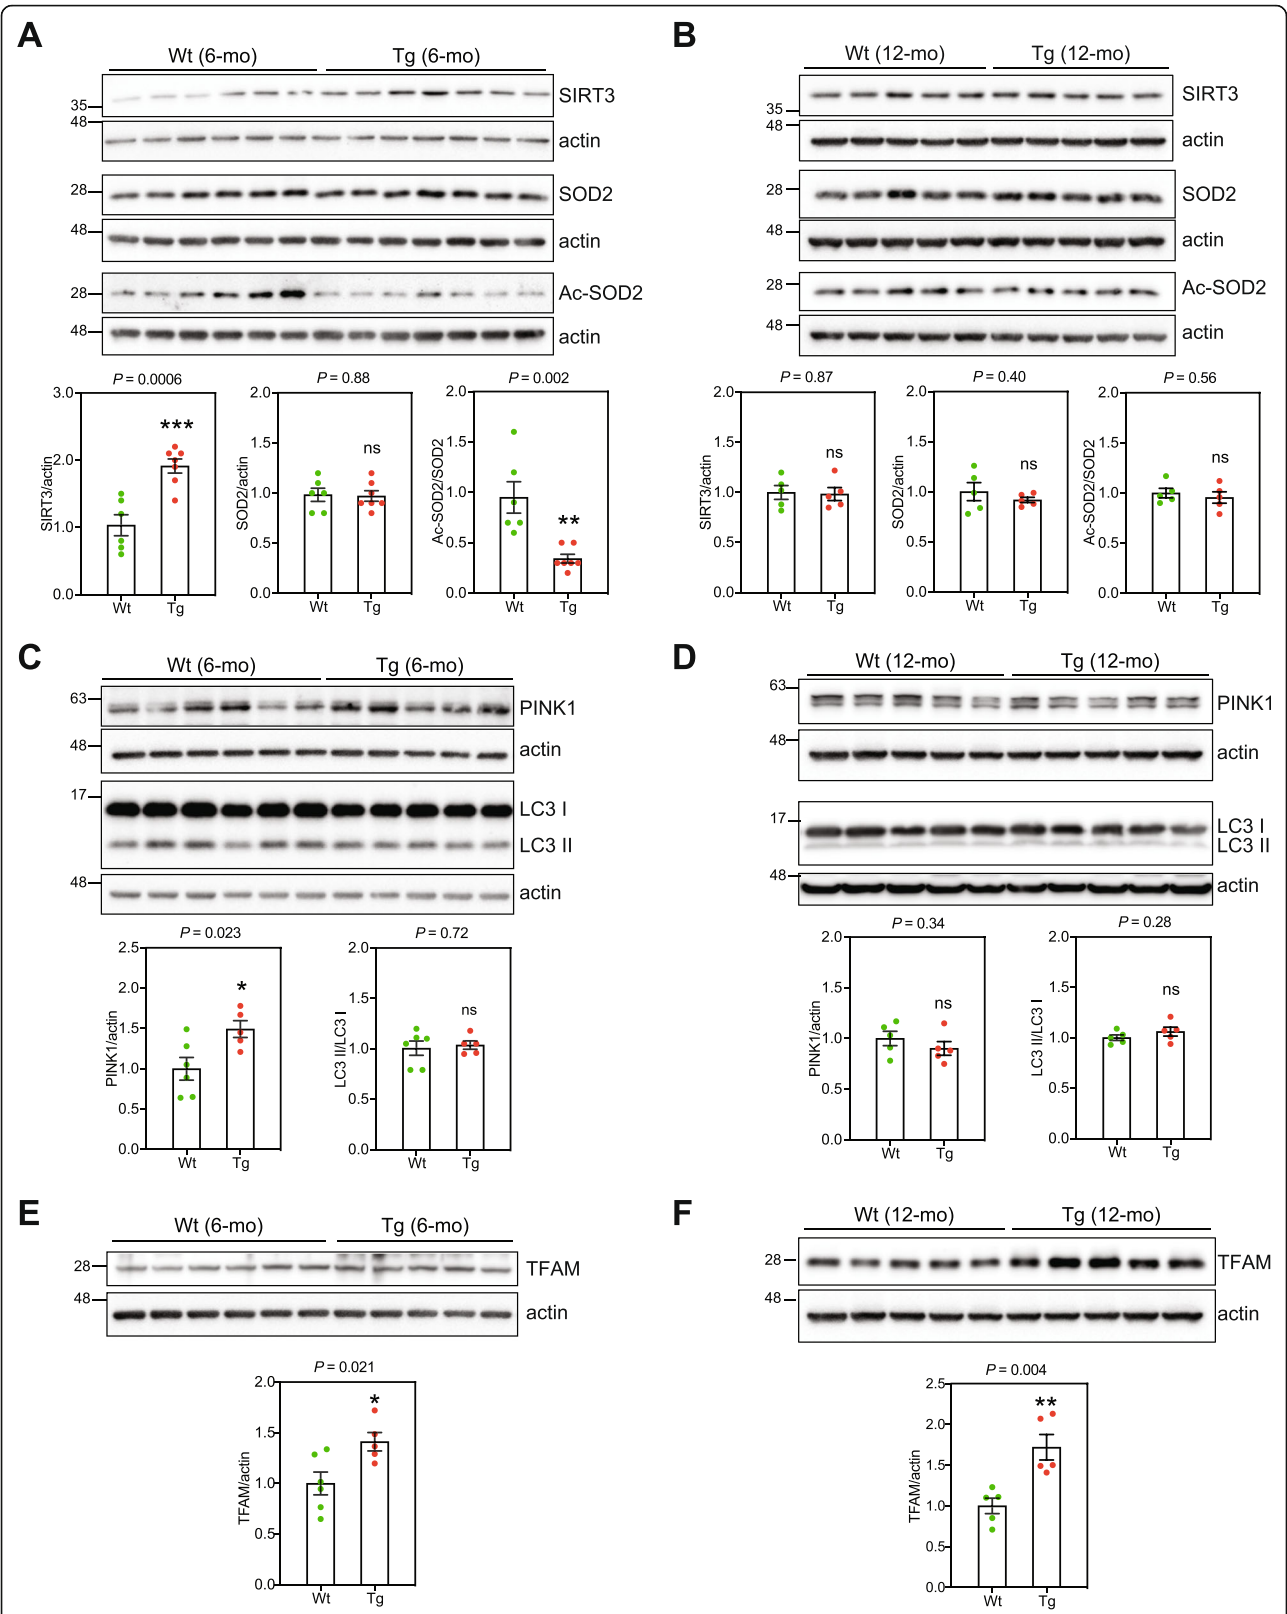 A
Wt (6-mo) Tg (6-mo)
35 SIRT3
48 actin
28 SOD2
48 actin
28 Ac-SOD2
48 actin
P = 0.0006
SIRT3/actin
3.0
2.0
1.0
0.0
***
Wt Tg
P = 0.88
SOD2/actin
2.0
1.5
1.0
0.5
0.0
ns
Wt Tg
P = 0.002
Ac-SOD2/SOD2
2.0
1.5
1.0
0.5
0.0
**
Wt Tg
B
Wt (12-mo) Tg (12-mo)
35 SIRT3
48 actin
28 SOD2
48 actin
28 Ac-SOD2
48 actin
P = 0.87
SIRT3/actin
2.0
1.5
1.0
0.5
0.0
ns
Wt Tg
P = 0.40
SOD2/actin
2.0
1.5
1.0
0.5
0.0
ns
Wt Tg
P = 0.56
Ac-SOD2/SOD2
2.0
1.5
1.0
0.5
0.0
ns
Wt Tg
C
Wt (6-mo) Tg (6-mo)
63 PINK1
48 actin
17 LC3 I
LC3 II
48 actin
P = 0.023
PINK1/actin
2.5
2.0
1.5
1.0
0.5
0.0
*
Wt Tg
P = 0.72
LC3 II/LC3 I
2.0
1.5
1.0
0.5
0.0
ns
Wt Tg
D
Wt (12-mo) Tg (12-mo)
63 PINK1
48 actin
17 LC3 I
LC3 II
48 actin
P = 0.34
PINK1/actin
2.0
1.5
1.0
0.5
0.0
ns
Wt Tg
P = 0.28
LC3 II/LC3 I
2.0
1.5
1.0
0.5
0.0
ns
Wt Tg
E
Wt (6-mo) Tg (6-mo)
28 TFAM
48 actin
P = 0.021
TFAM/actin
2.0
1.5
1.0
0.5
0.0
*
Wt Tg
F
Wt (12-mo) Tg (12-mo)
28 TFAM
48 actin
P = 0.004
TFAM/actin
2.5
2.0
1.5
1.0
0.5
0.0
**
Wt Tg